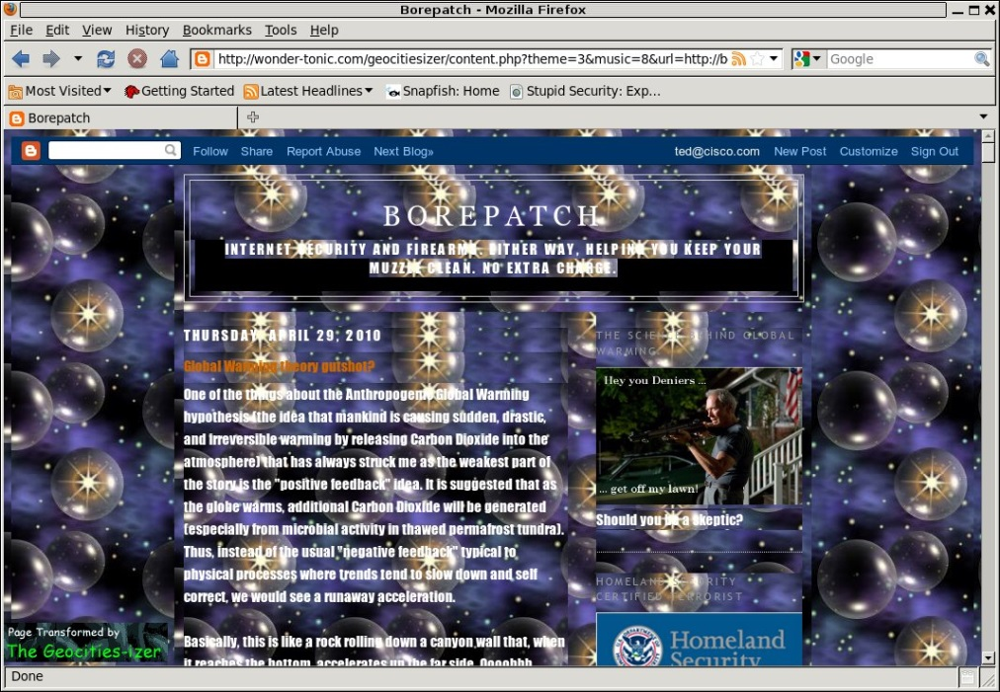 Borepatch - Mozilla Firefox
File Edit View History Bookmarks Tools Help
http://wonder-tonic.com/geocitiesizer/content.php?theme=3&music=8&url=http://b
Google
Most Visited Getting Started Latest Headlines Snapfish: Home Stupid Security: Exp...
Borepatch
Follow Share Report Abuse Next Blog» ted@cisco.com New Post Customize Sign Out
BOREPATCH
INTERNET SECURITY AND FIREARMS. EITHER WAY, HELPING YOU KEEP YOUR
MUZZLE CLEAN. NO EXTRA CHARGE.
THURSDAY, APRIL 29, 2010
Global Warming Theory gutshot?
One of the things about the Anthropogenic Global Warming
hypothesis (the idea that mankind is causing sudden, drastic,
and irreversible warming by releasing Carbon Dioxide into the
atmosphere) that has always struck me as the weakest part of
the story is the "positive feedback" idea. It is suggested that as
the globe warms, additional Carbon Dioxide will be generated
(especially from microbial activity in thawed permafrost tundra).
Thus, instead of the usual "negative feedback" typical to
physical processes where trends tend to slow down and self
correct, we would see a runaway acceleration.
Basically, this is like a rock rolling down a canyon wall that, when
it reaches the bottom, accelerates up the far side. Oooohhh
THE SCIENCE BEHIND GLOBAL
WARMING
Hey you Deniers ...
... get off my lawn!
Should you be a skeptic?
HOMELAND SECURITY
CERTIFIED TERRORIST
Homeland
Security
Page Transformed by
The Geocities-izer
Done